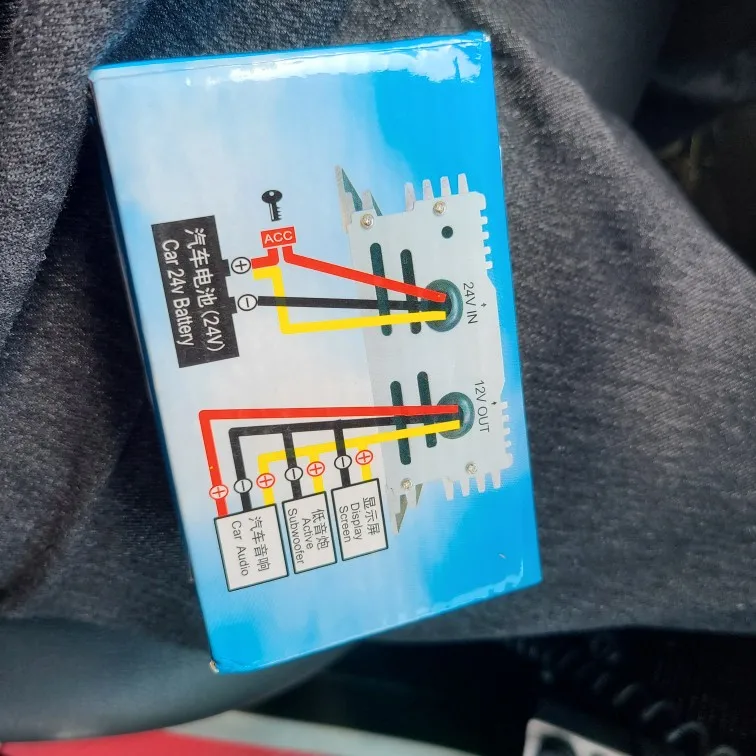 汽车电池(24V)
Car 24v Battery
ACC
24V IN
12V OUT
显示屏
Display
Screen
低音炮
Active
Subwoofer
汽车音响
Car Audio